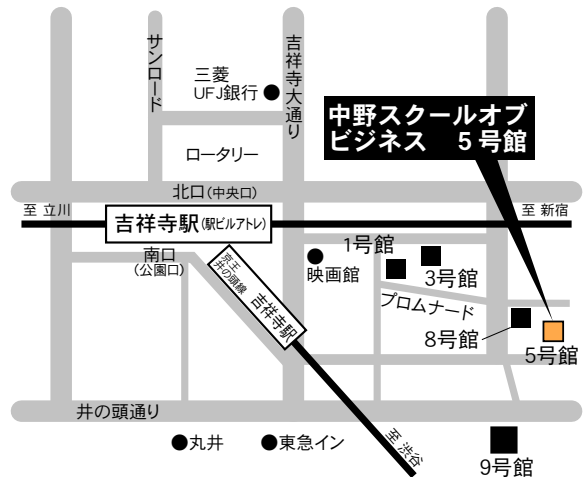 サンロード
吉祥寺大通り
三菱
UFJ銀行
中野スクールオブ
ビジネス 5号館
ロータリー
北口(中央口)
至 立川
至 新宿
吉祥寺駅(駅ビルアトレ)
南口
(公園口)
京王
井の頭線
吉祥寺駅
映画館
1号館
3号館
プロムナード
8号館
5号館
井の頭通り
丸井
東急イン
至 渋谷
9号館